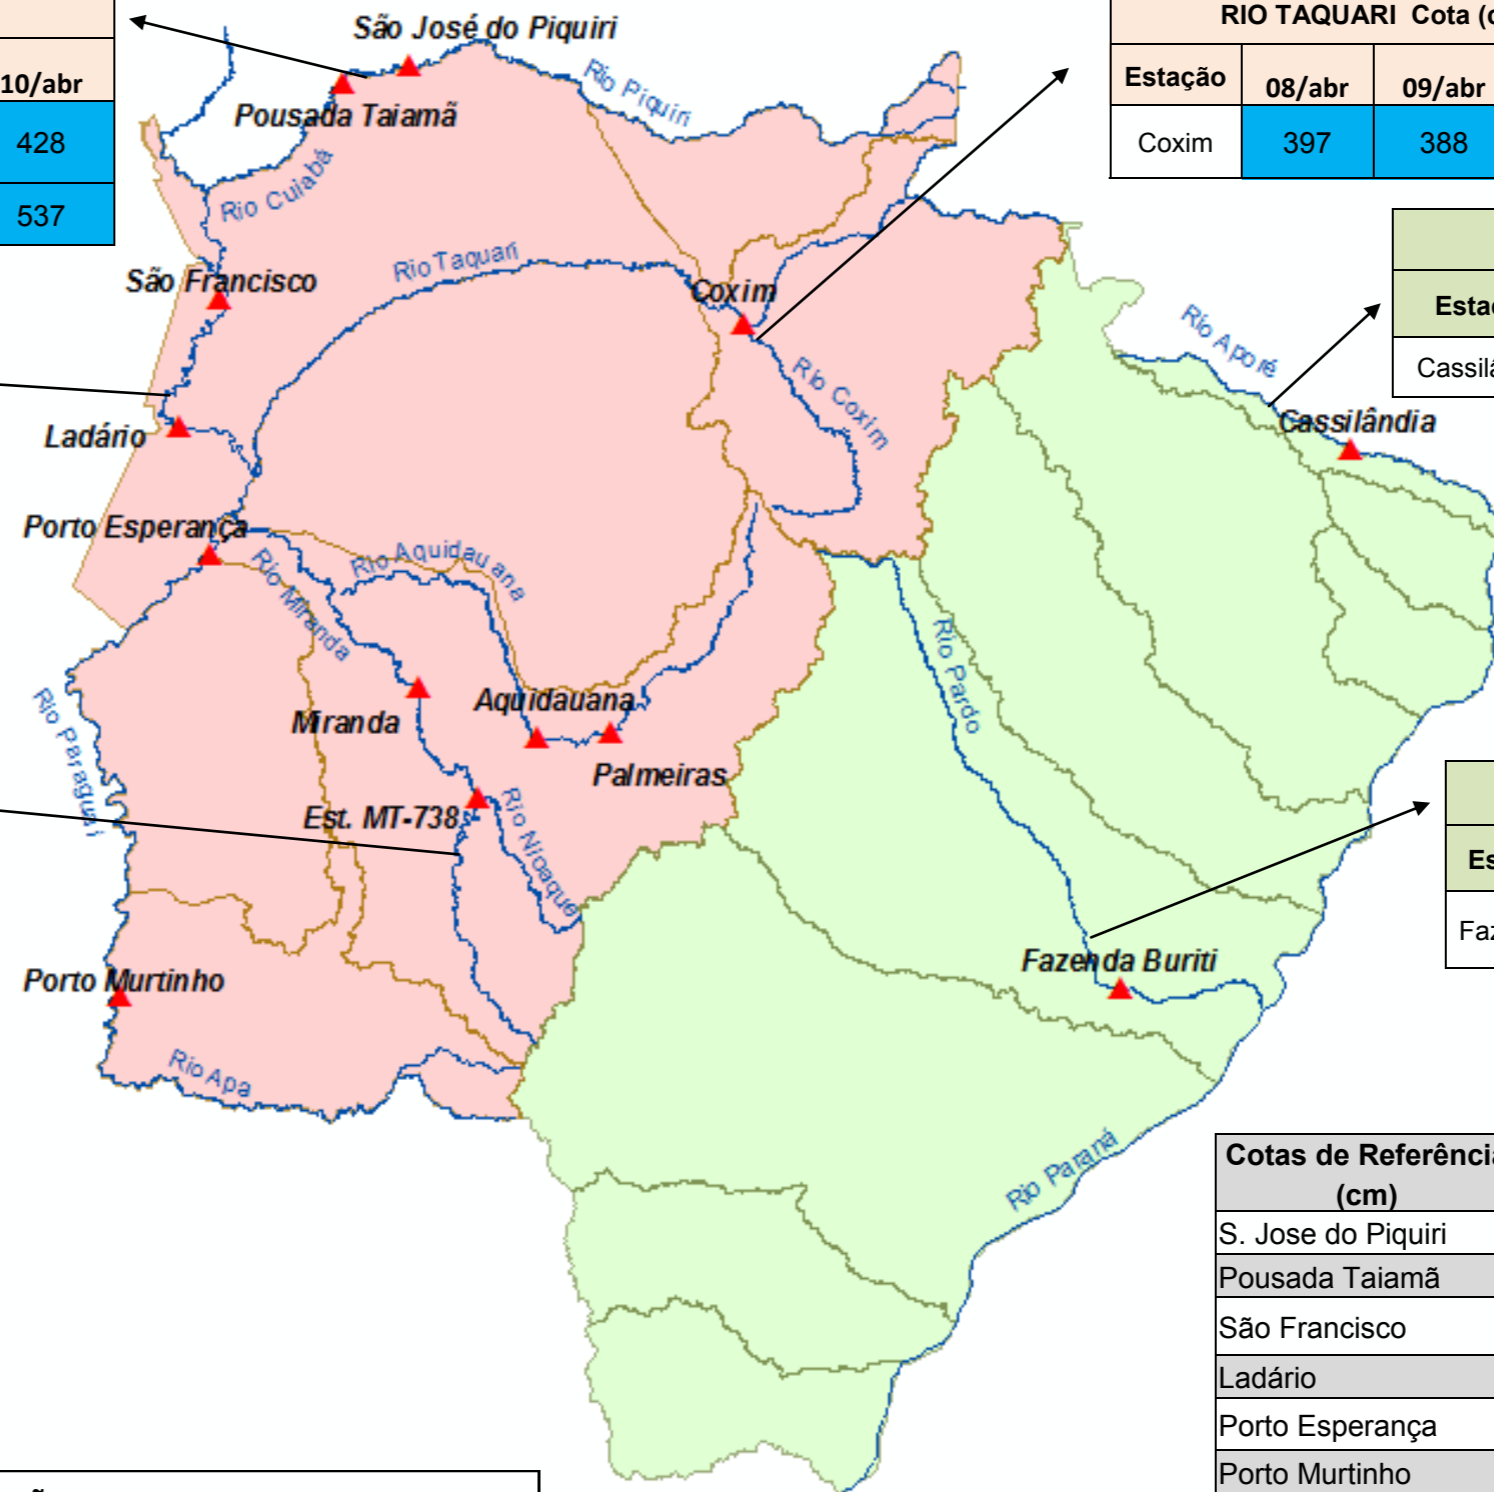 10/abr
428
537
São José do Piquiri
Pousada Taiamã
Rio Piquiri
Rio Cuiabá
RIO TAQUARI Cota (c
Estação 08/abr 09/abr
Coxim 397 388
São Francisco
Rio Taquari
Coxim
Rio Coxim
Rio Aporé
Cassilândia
Estaç
Cassilâ
Ladário
Porto Esperança
Rio Miranda
Rio Aquidauana
Rio Pardo
Rio Paraguai
Miranda
Aquidauana
Palmeiras
Est. MT-738
Rio Nioaque
Es
Faz
Fazenda Buriti
Porto Murtinho
Rio Apa
Rio Paraná
Cotas de Referência
(cm)
S. Jose do Piquiri
Pousada Taiamã
São Francisco
Ladário
Porto Esperança
Porto Murtinho